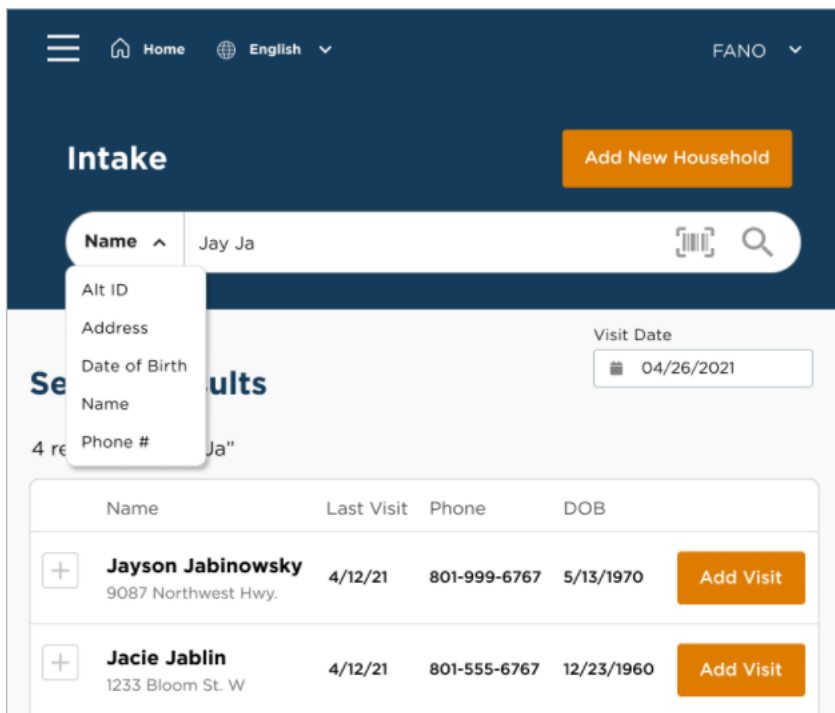 Home English FANO
Intake Add New Household
Name Jay Ja
Alt ID
Address
Date of Birth
Name
Phone #
Visit Date
04/26/2021
Se ults
4 re Ja"
Name Last Visit Phone DOB
Jayson Jabinowsky 4/12/21 801-999-6767 5/13/1970 Add Visit
9087 Northwest Hwy.
Jacie Jablin 4/12/21 801-555-6767 12/23/1960 Add Visit
1233 Bloom St. W